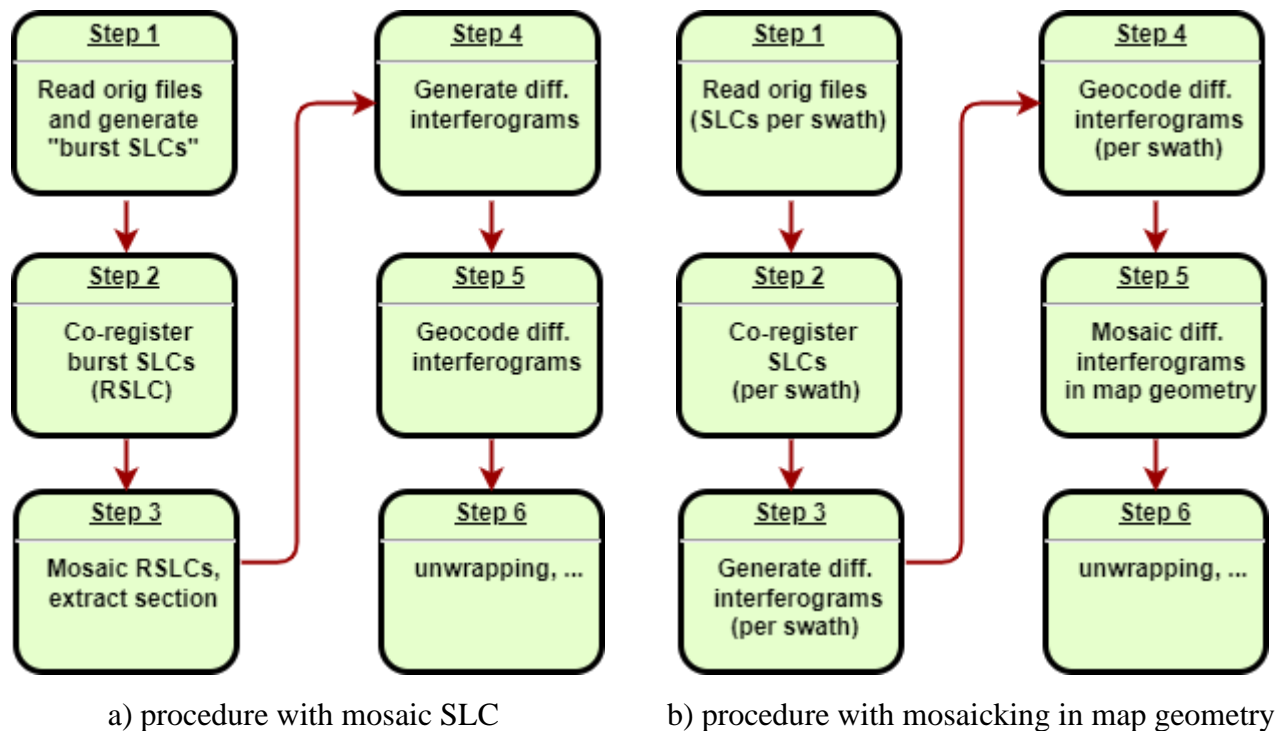 Step 1
Read orig files
and generate
"burst SLCs"
Step 2
Co-register
burst SLCs
(RSLC)
Step 3
Mosaic RSLCs,
extract section
Step 4
Generate diff.
interferograms
Step 5
Geocode diff.
interferograms
Step 6
unwrapping, ...
a) procedure with mosaic SLC
Step 1
Read orig files
(SLCs per swath)
Step 2
Co-register
SLCs
(per swath)
Step 3
Generate diff.
interferograms
(per swath)
Step 4
Geocode diff.
interferograms
(per swath)
Step 5
Mosaic diff.
interferograms
in map geometry
Step 6
unwrapping, ...
b) procedure with mosaicking in map geometry